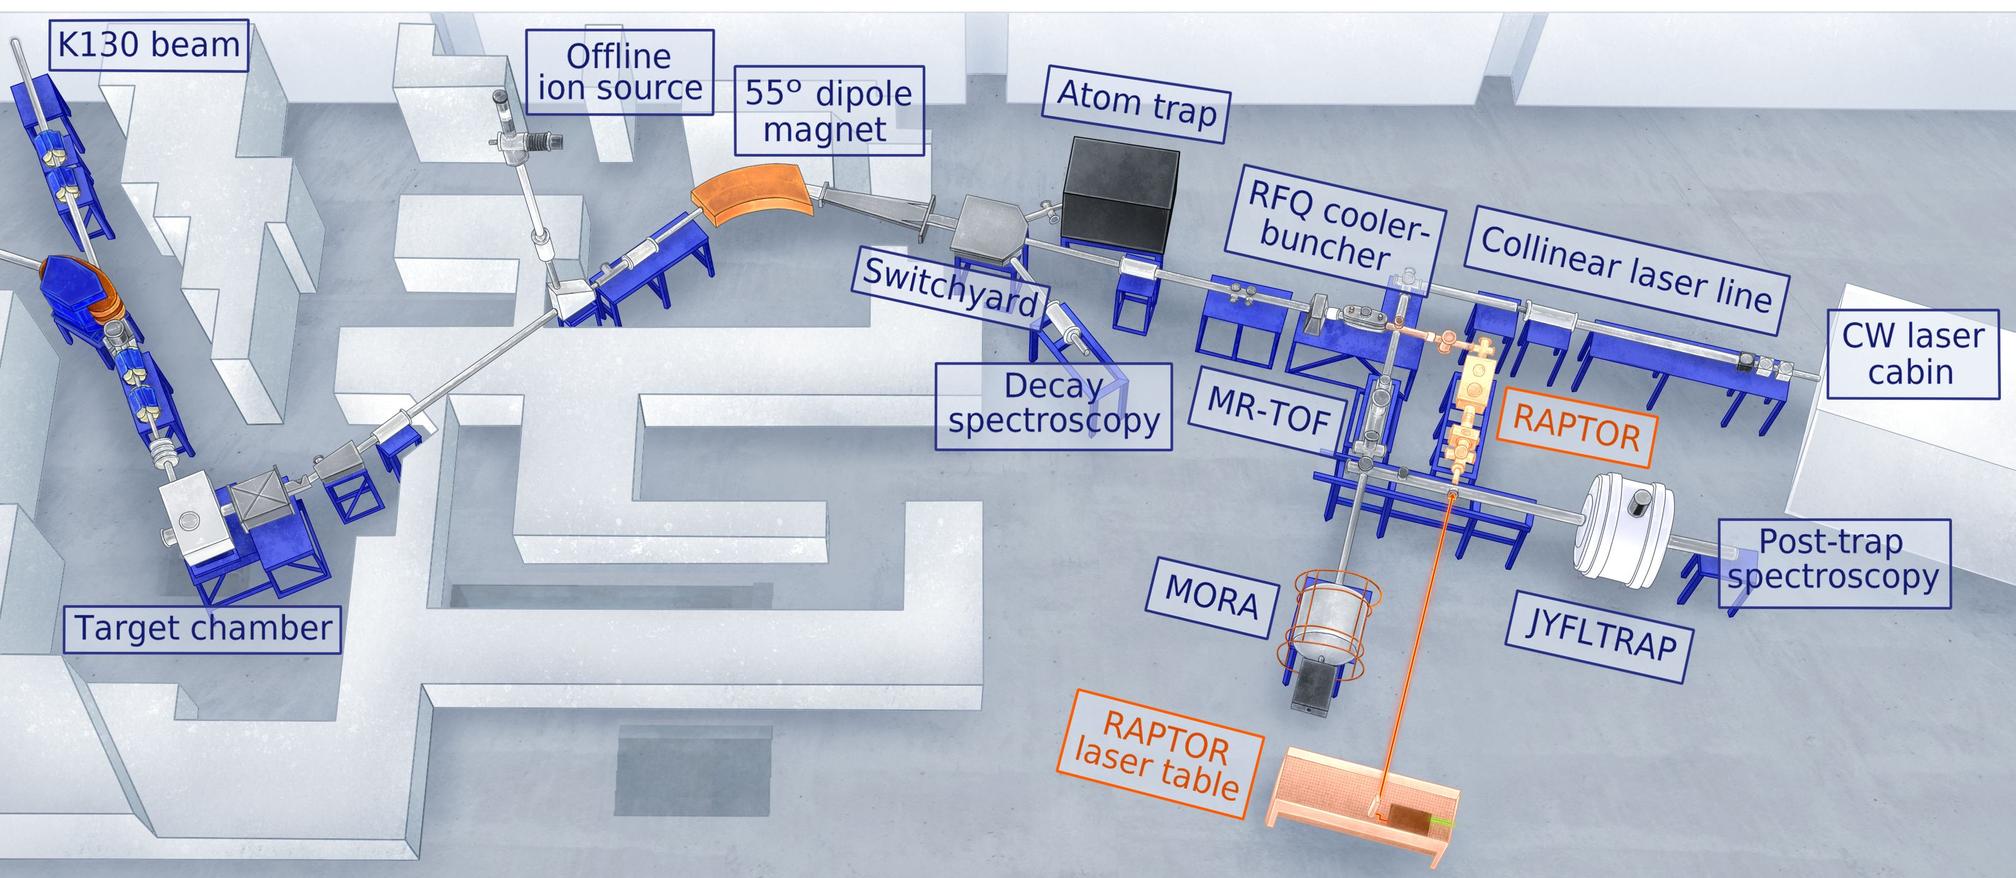 K130 beam
Offline
ion source
55º dipole
magnet
Atom trap
RFQ cooler-
buncher
Collinear laser line
Switchyard
CW laser
cabin
Decay
spectroscopy
MR-TOF
RAPTOR
Post-trap
spectroscopy
MORA
JYFLTRAP
Target chamber
RAPTOR
laser table